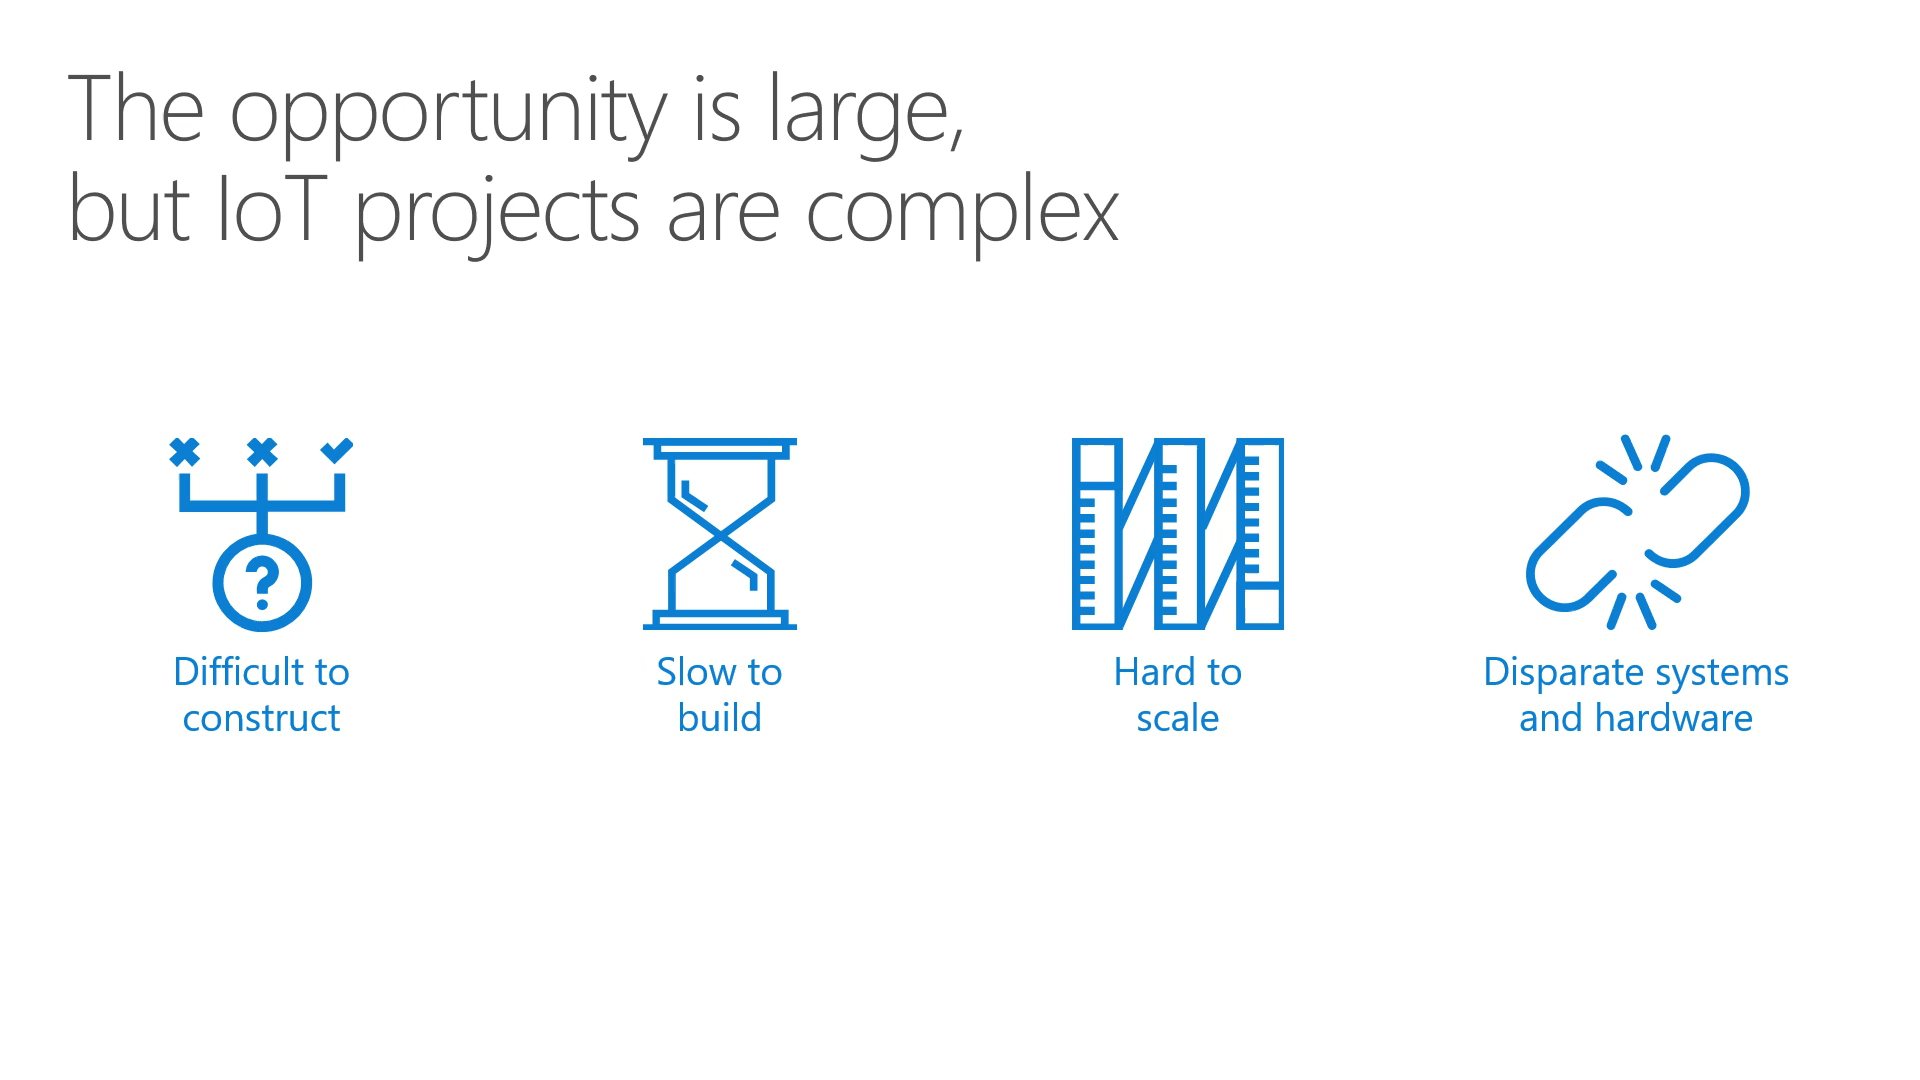 The opportunity is large,
but IoT projects are complex
?
Difficult to
construct
Slow to
build
Hard to
scale
Disparate systems
and hardware